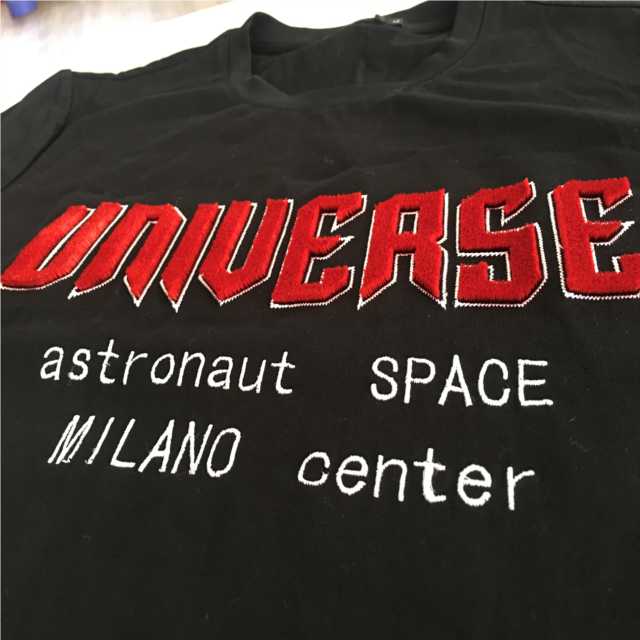 UNIVERSE
astronaut SPACE
MILANO center